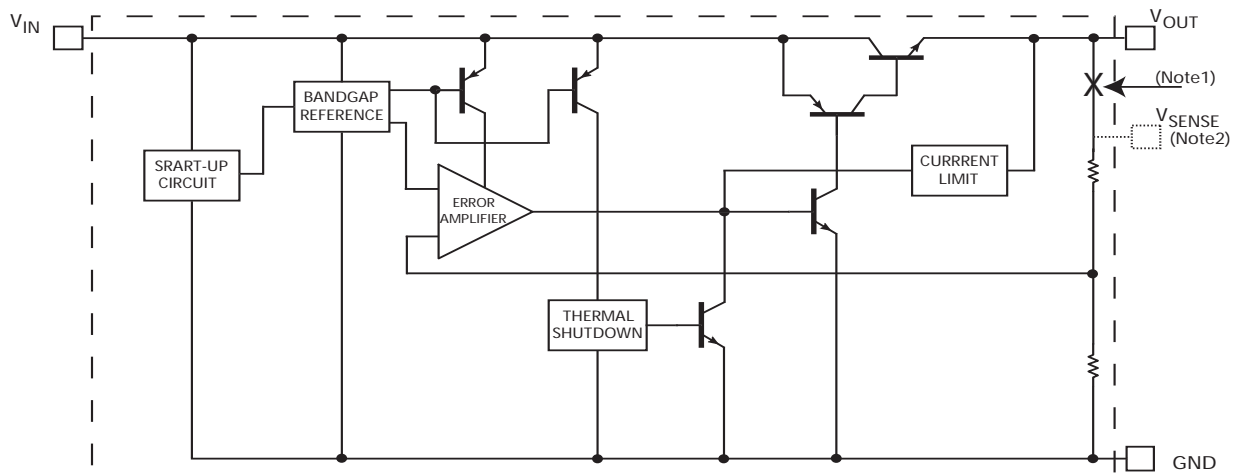 VIN
VOUT
(Note1)
BANDGAP
REFERENCE
VSENSE
(Note2)
SRART-UP
CIRCUIT
CURRRENT
LIMIT
ERROR
AMPLIFIER
THERMAL
SHUTDOWN
X
GND